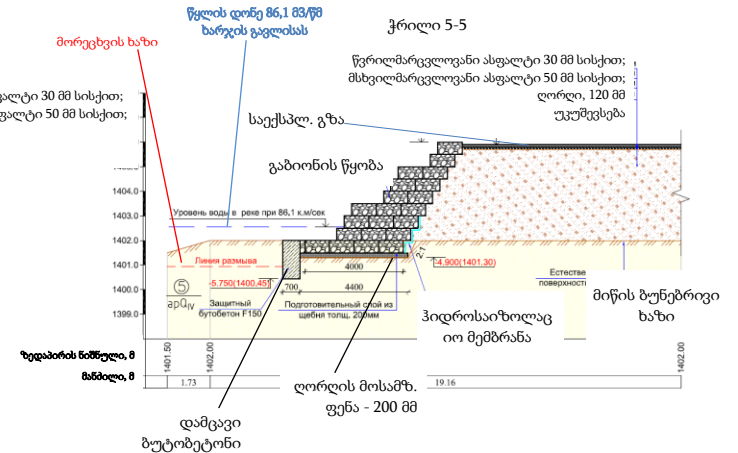 წყლის დონე 86,1 მ3/წმ
ხარჯის გავლისას
ჭრილი 5-5
მორეცხვის ხაზი
წვრილმარცვლოვანი ასფალტი 30 მმ სისქით;
მსხვილმარცვლოვანი ასფალტი 50 მმ სისქით;
ღორღი, 120 მმ
უკუშევსება
ფალტი 30 მმ სისქით;
ფალტი 50 მმ სისქით;
საექსპლ. გზა
გაბიონის წყობა
1404.0
1403.0
Уровень воды в реке при 86,1 к.м/сек
1402.0
2:1
Линия размыва
-4.900(1401.30)
1401.0
4000
5
-5.750(1400.45)
Естестве
поверхност
მიწის ბუნებრივი
ხაზი
1400.0
700
4400
apQIV
Защитный
бутобетон F150
Подготовительный слой из
щебня толщ. 200мм
1399.0
ჰიდროსაიზოლაც
იო მემბრანა
ზედაპირის ნიშნული, მ
1401.50
1402.00
1402.00
მანძილი, მ
1.73
19.16
ღორღის მოსამზ.
ფენა - 200 მმ
დამცავი
ბუტობეტონი